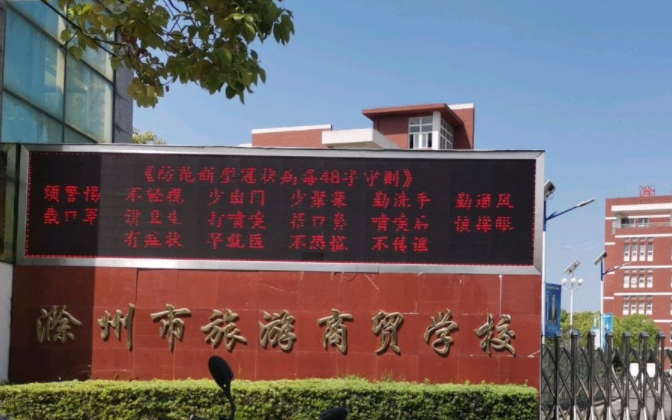 《防范新型冠状病毒48字守则》
须警惕 不轻视 少出门 少聚集 勤洗手 勤通风
戴口罩 讲卫生 打喷嚏 捂口鼻 喷嚏后 慎揉眼
有症状 早就医 不恐慌 不传谣
滁州市旅游商贸学校